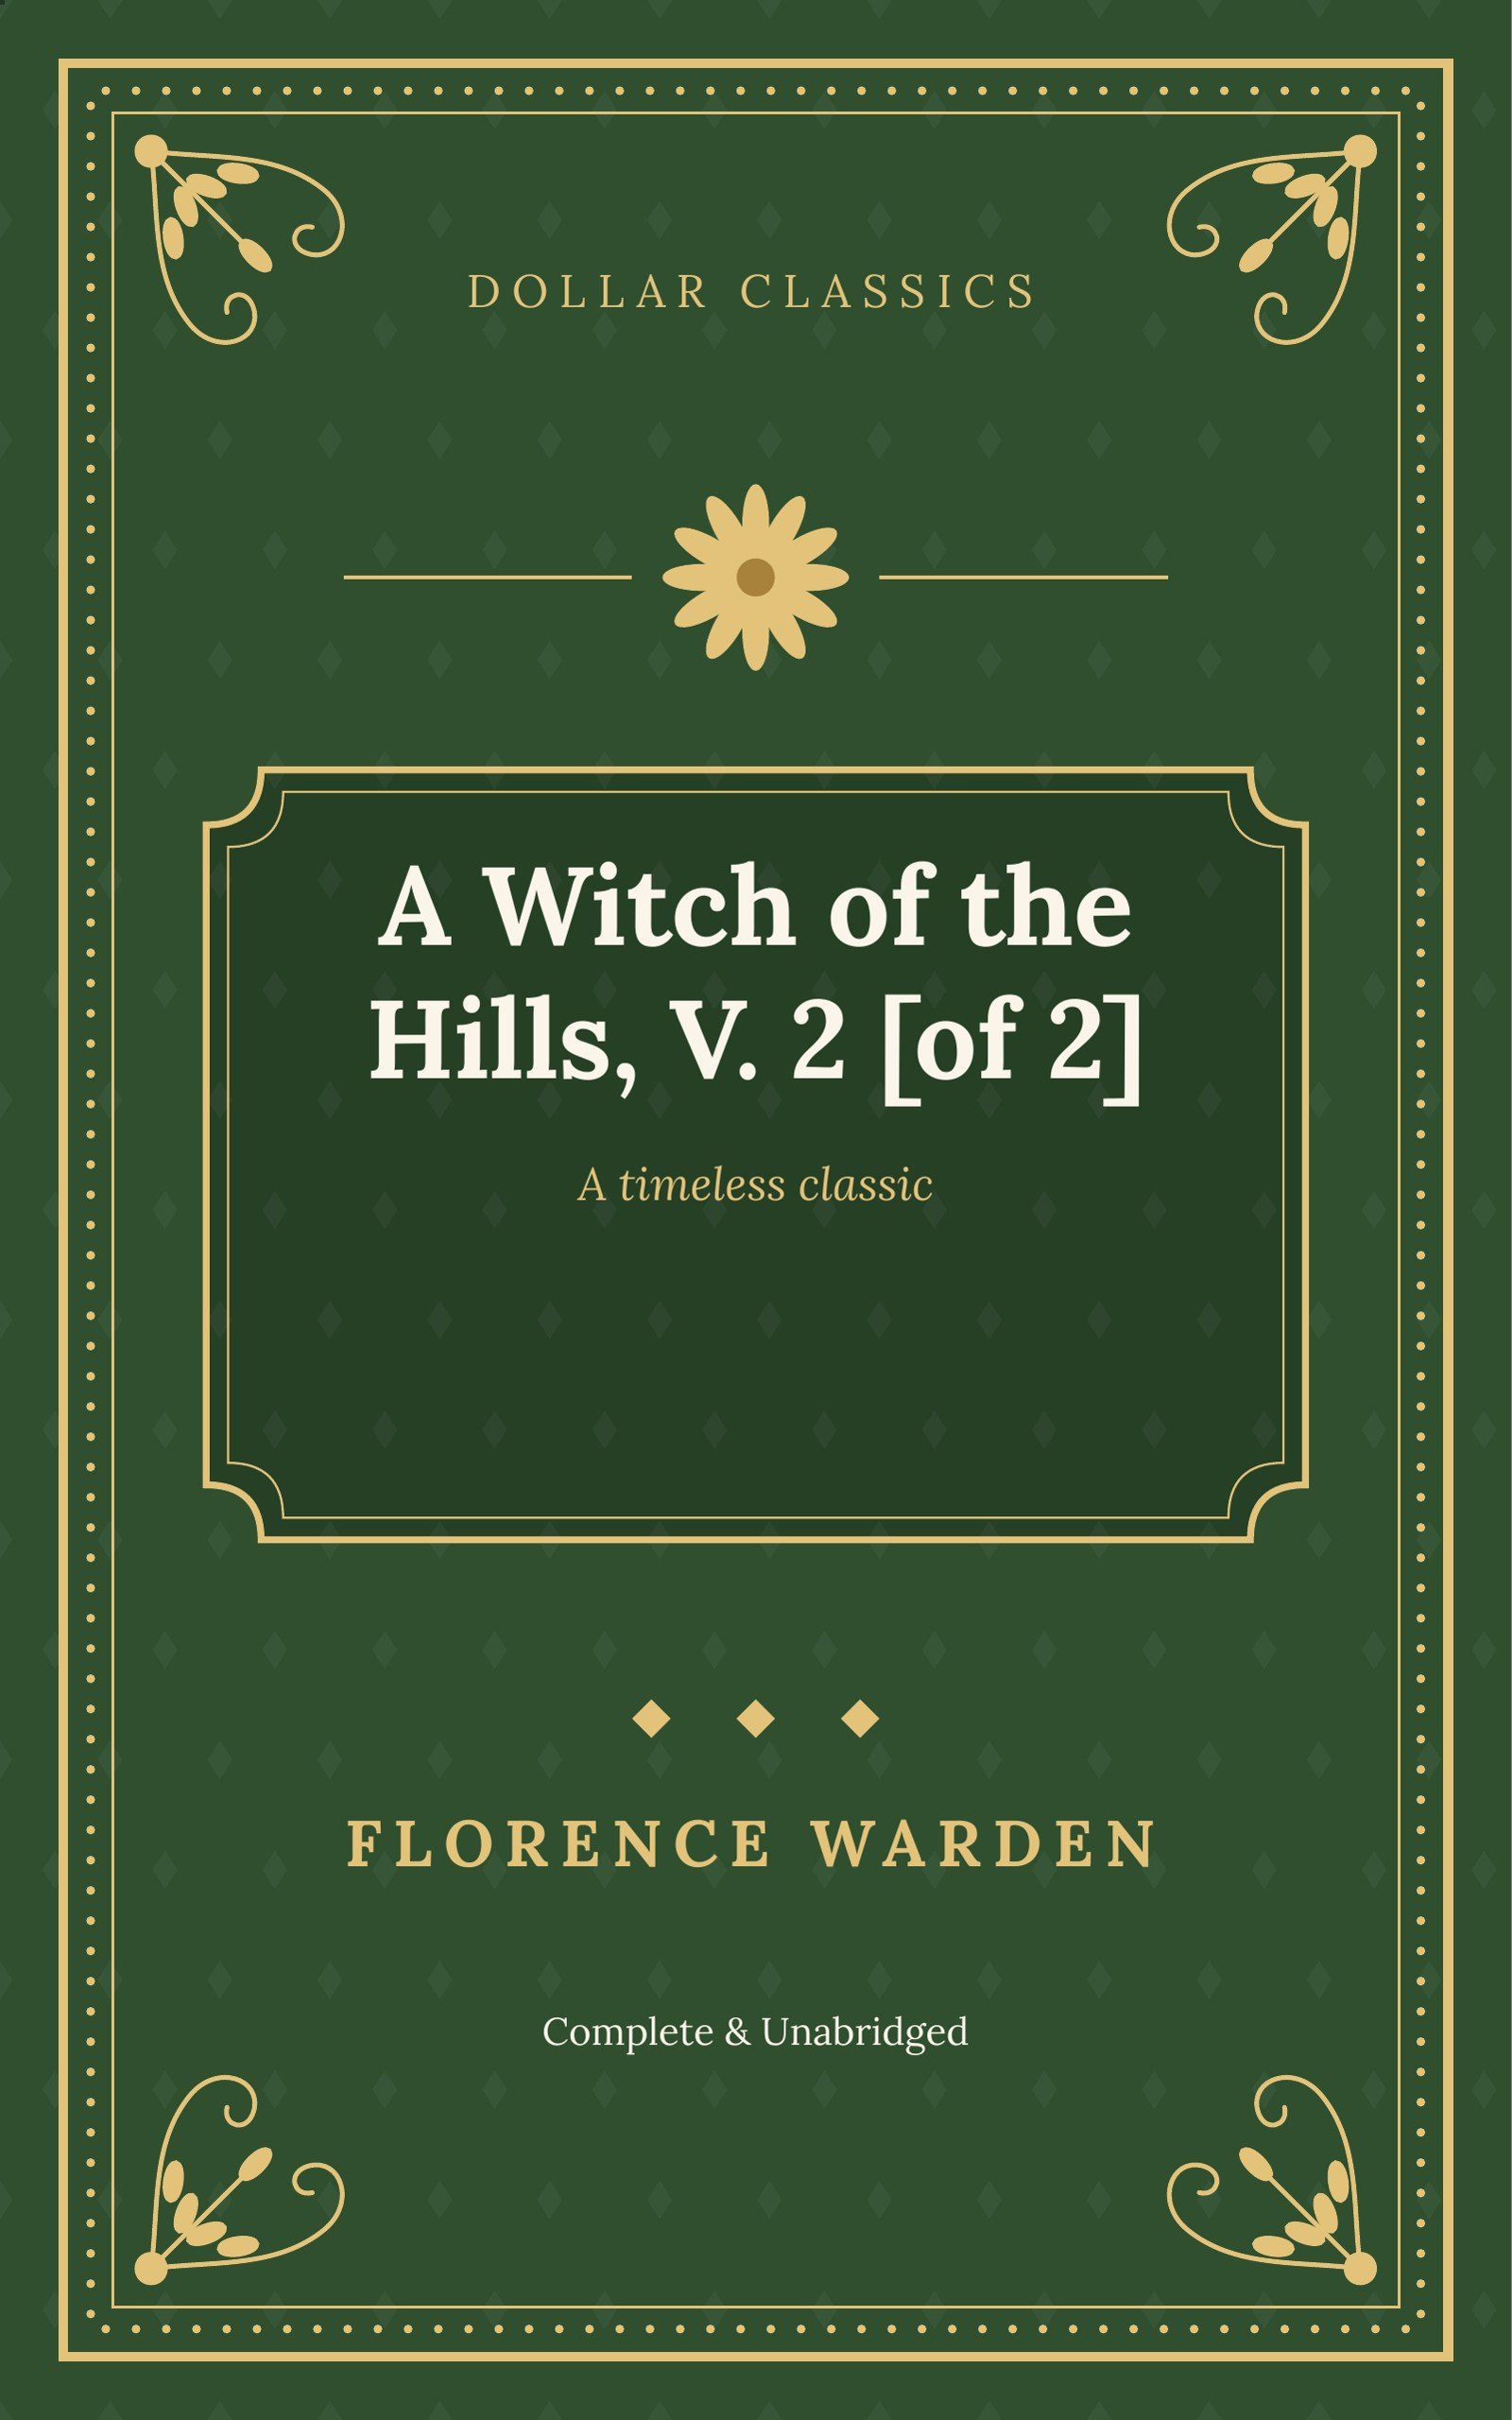 DOLLAR CLASSICS
A Witch of the
Hills, V. 2 [of 2]
A timeless classic
FLORENCE WARDEN
Complete & Unabridged